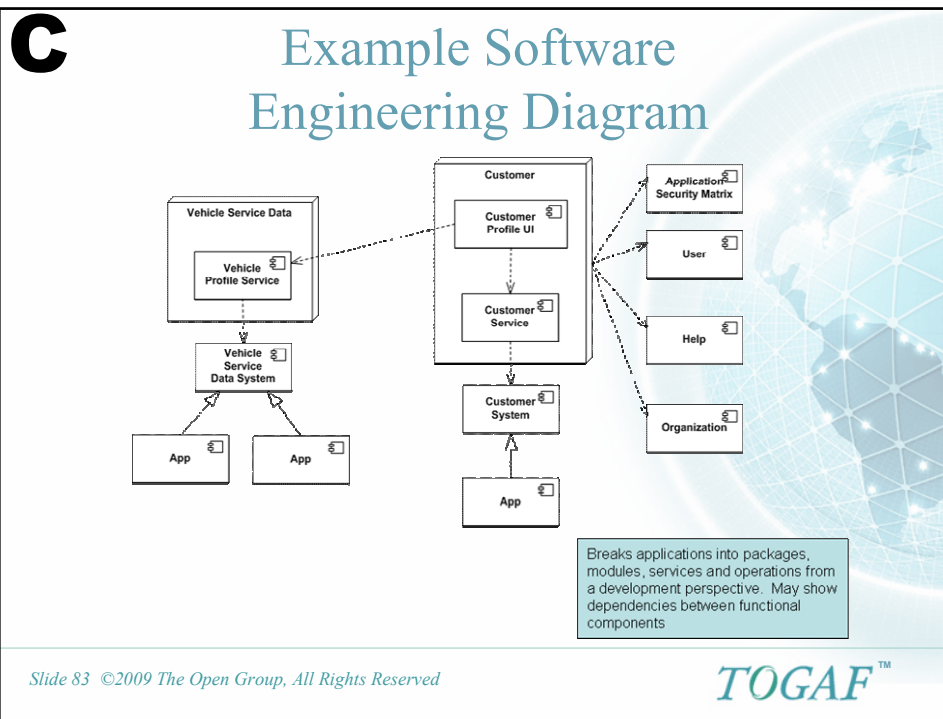 C
Example Software
Engineering Diagram
Vehicle Service Data
Vehicle
Profile Service
Vehicle
Service
Data System
App
App
Customer
Customer
Profile UI
Customer
Service
Customer
System
App
Application
Security Matrix
User
Help
Organization
Breaks applications into packages,
modules, services and operations from
a development perspective. May show
dependencies between functional
components
Slide 83 ©2009 The Open Group, All Rights Reserved
TOGAF™